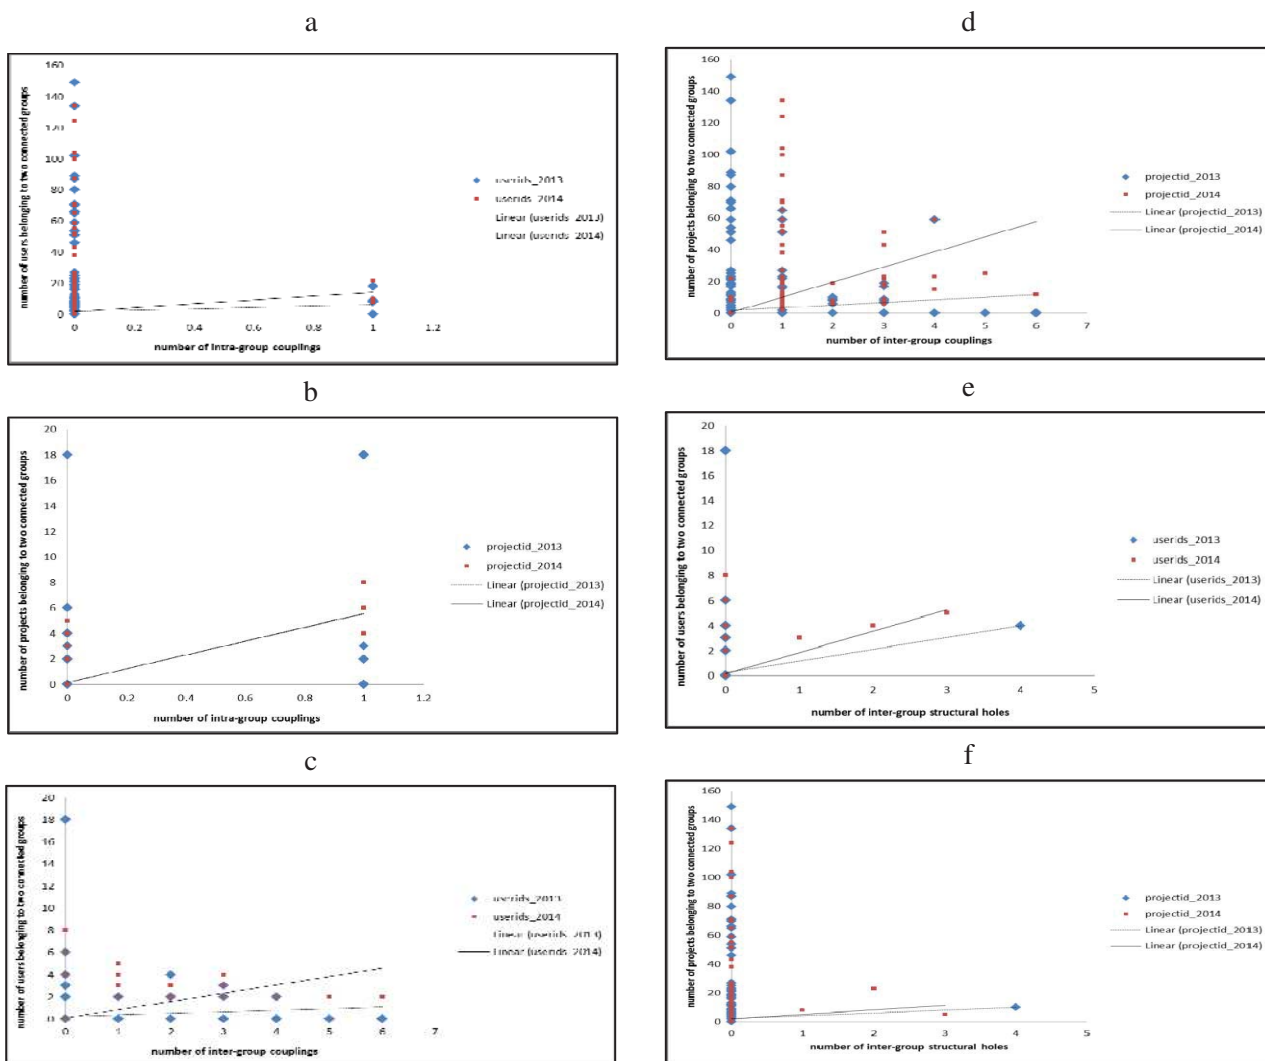 a
160
140
120
100
80
60
40
20
0
0
0.2
0.4
0.6
0.8
1
1.2
number of users belonging to two connected groups
number of intra-group couplings
userids_2013
userids_2014
Linear (userids_2013)
Linear (userids_2014)
b
20
18
16
14
12
10
8
6
4
2
0
0
0.2
0.4
0.6
0.8
1
1.2
number of projects belonging to two connected groups
number of intra-group couplings
projectid_2013
projectid_2014
Linear (projectid_2013)
Linear (projectid_2014)
c
20
18
16
14
12
10
8
6
4
2
0
0
1
2
3
4
5
6
7
number of users belonging to two connected groups
number of inter-group couplings
userids_2013
userids_2014
Linear (userids_2013)
Linear (userids_2014)
d
160
140
120
100
80
60
40
20
0
0
1
2
3
4
5
6
7
number of projects belonging to two connected groups
number of inter-group couplings
projectid_2013
projectid_2014
Linear (projectid_2013)
Linear (projectid_2014)
e
20
18
16
14
12
10
8
6
4
2
0
0
1
2
3
4
5
number of users belonging to two connected groups
number of inter-group structural holes
userids_2013
userids_2014
Linear (userids_2013)
Linear (userids_2014)
f
160
140
120
100
80
60
40
20
0
0
1
2
3
4
5
number of projects belonging to two connected groups
number of inter-group structural holes
projectid_2013
projectid_2014
Linear (projectid_2013)
Linear (projectid_2014)